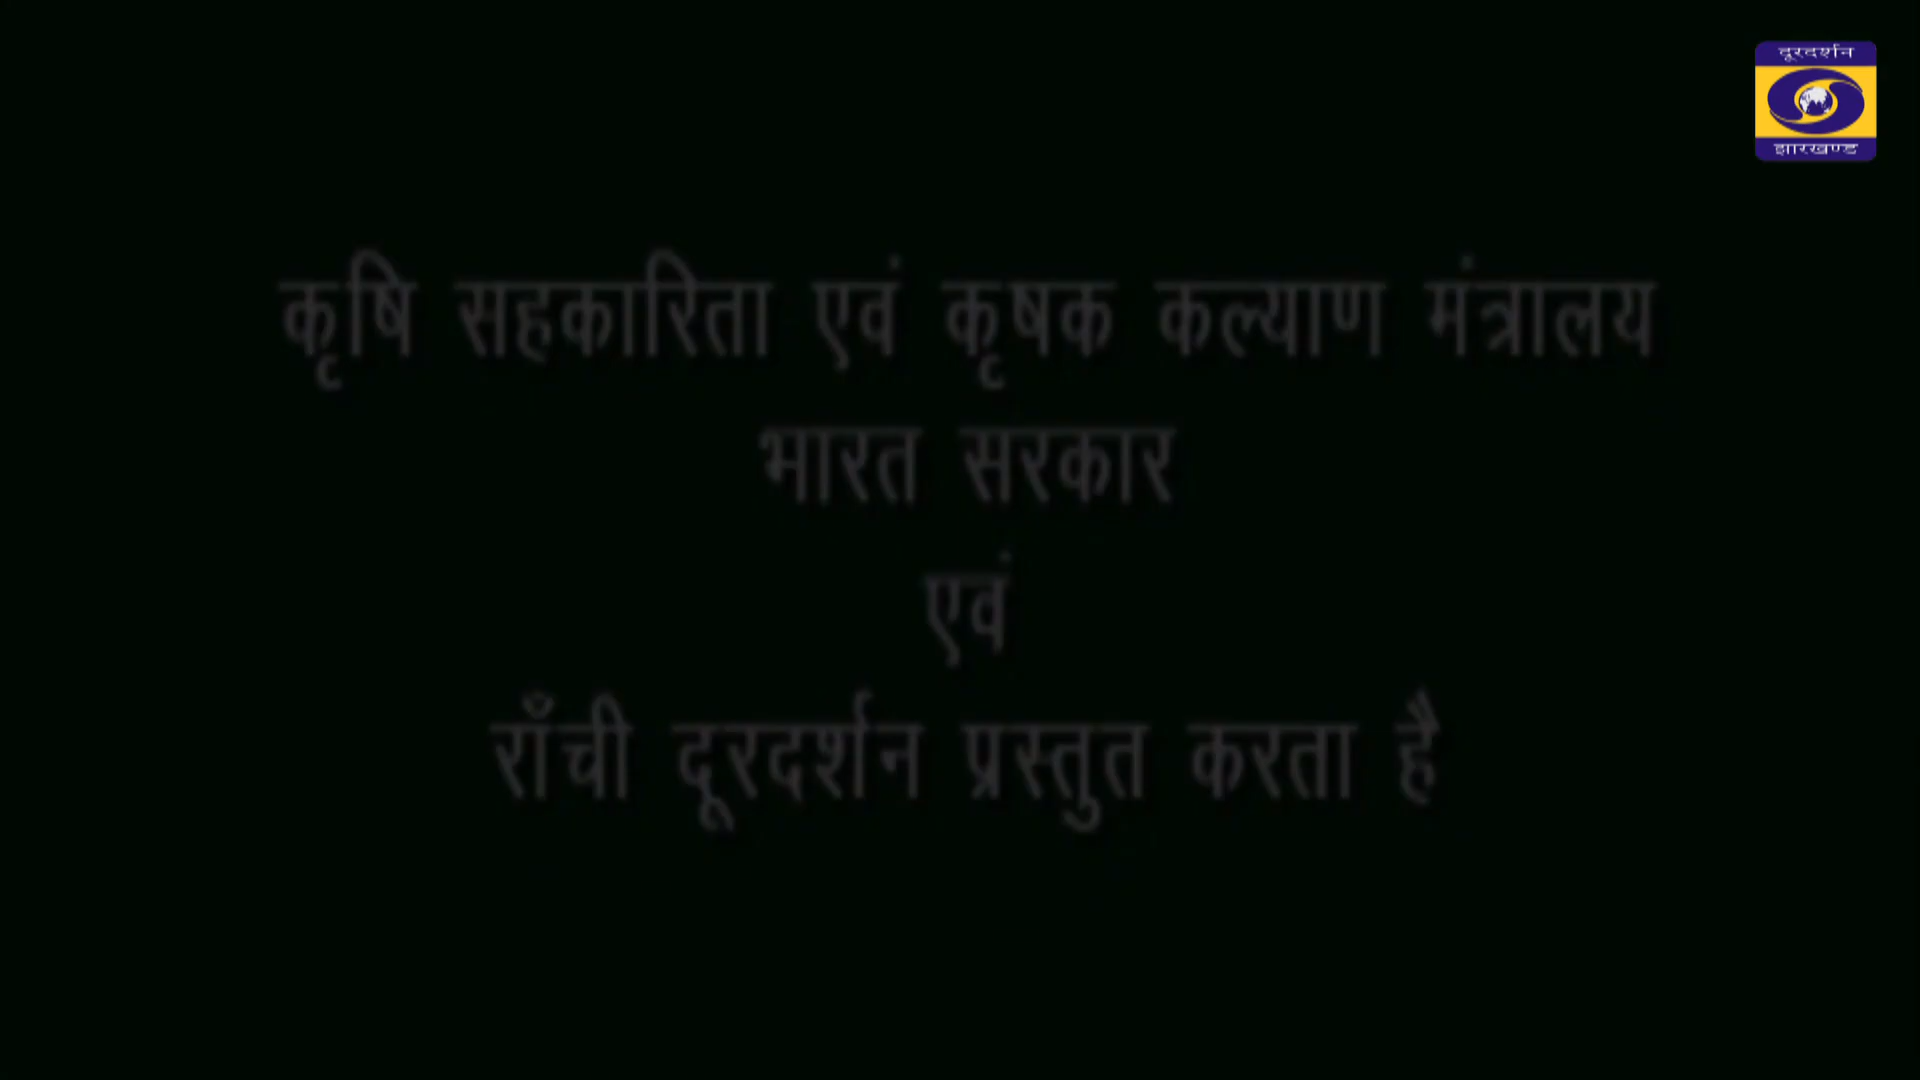 दूरदर्शन
झारखण्ड
कृषि सहकारिता एवं कृषक कल्याण मंत्रालय
भारत सरकार
एवं
राँची दूरदर्शन प्रस्तुत करता है